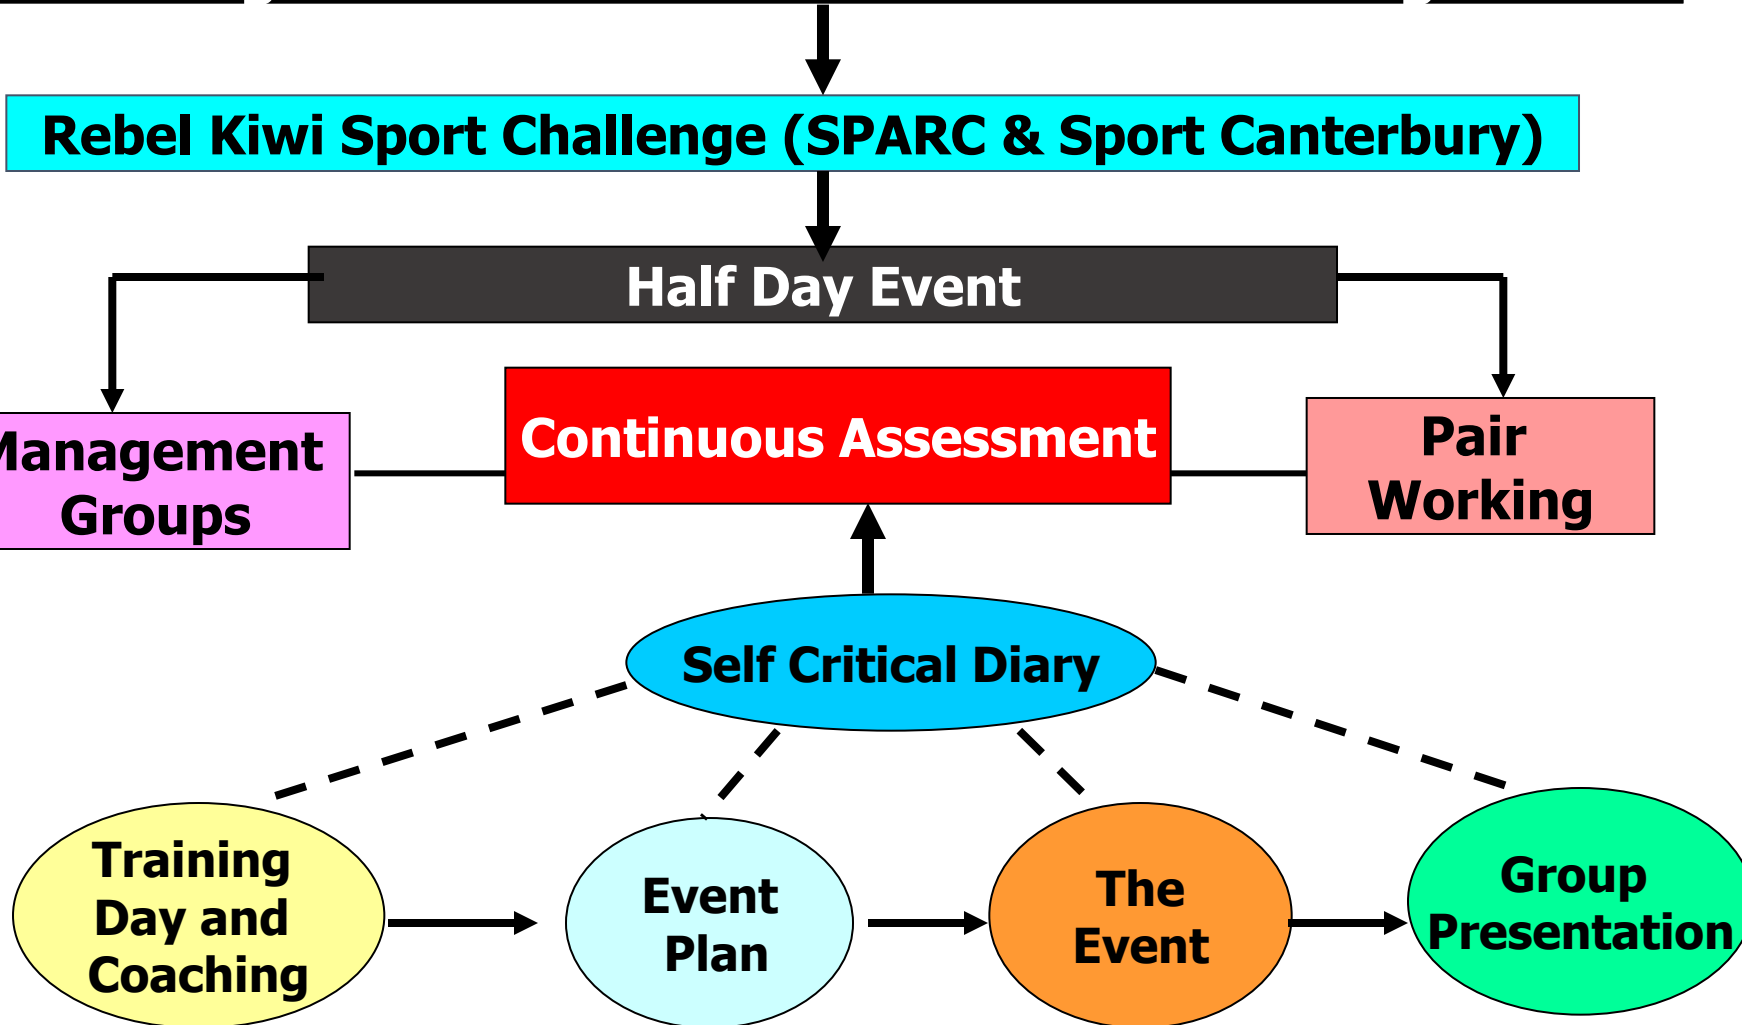 Rebel Kiwi Sport Challenge (SPARC & Sport Canterbury)
Half Day Event
Management
Groups
Continuous Assessment
Pair
Working
Self Critical Diary
Training
Day and
Coaching
Event
Plan
The
Event
Group
Presentation